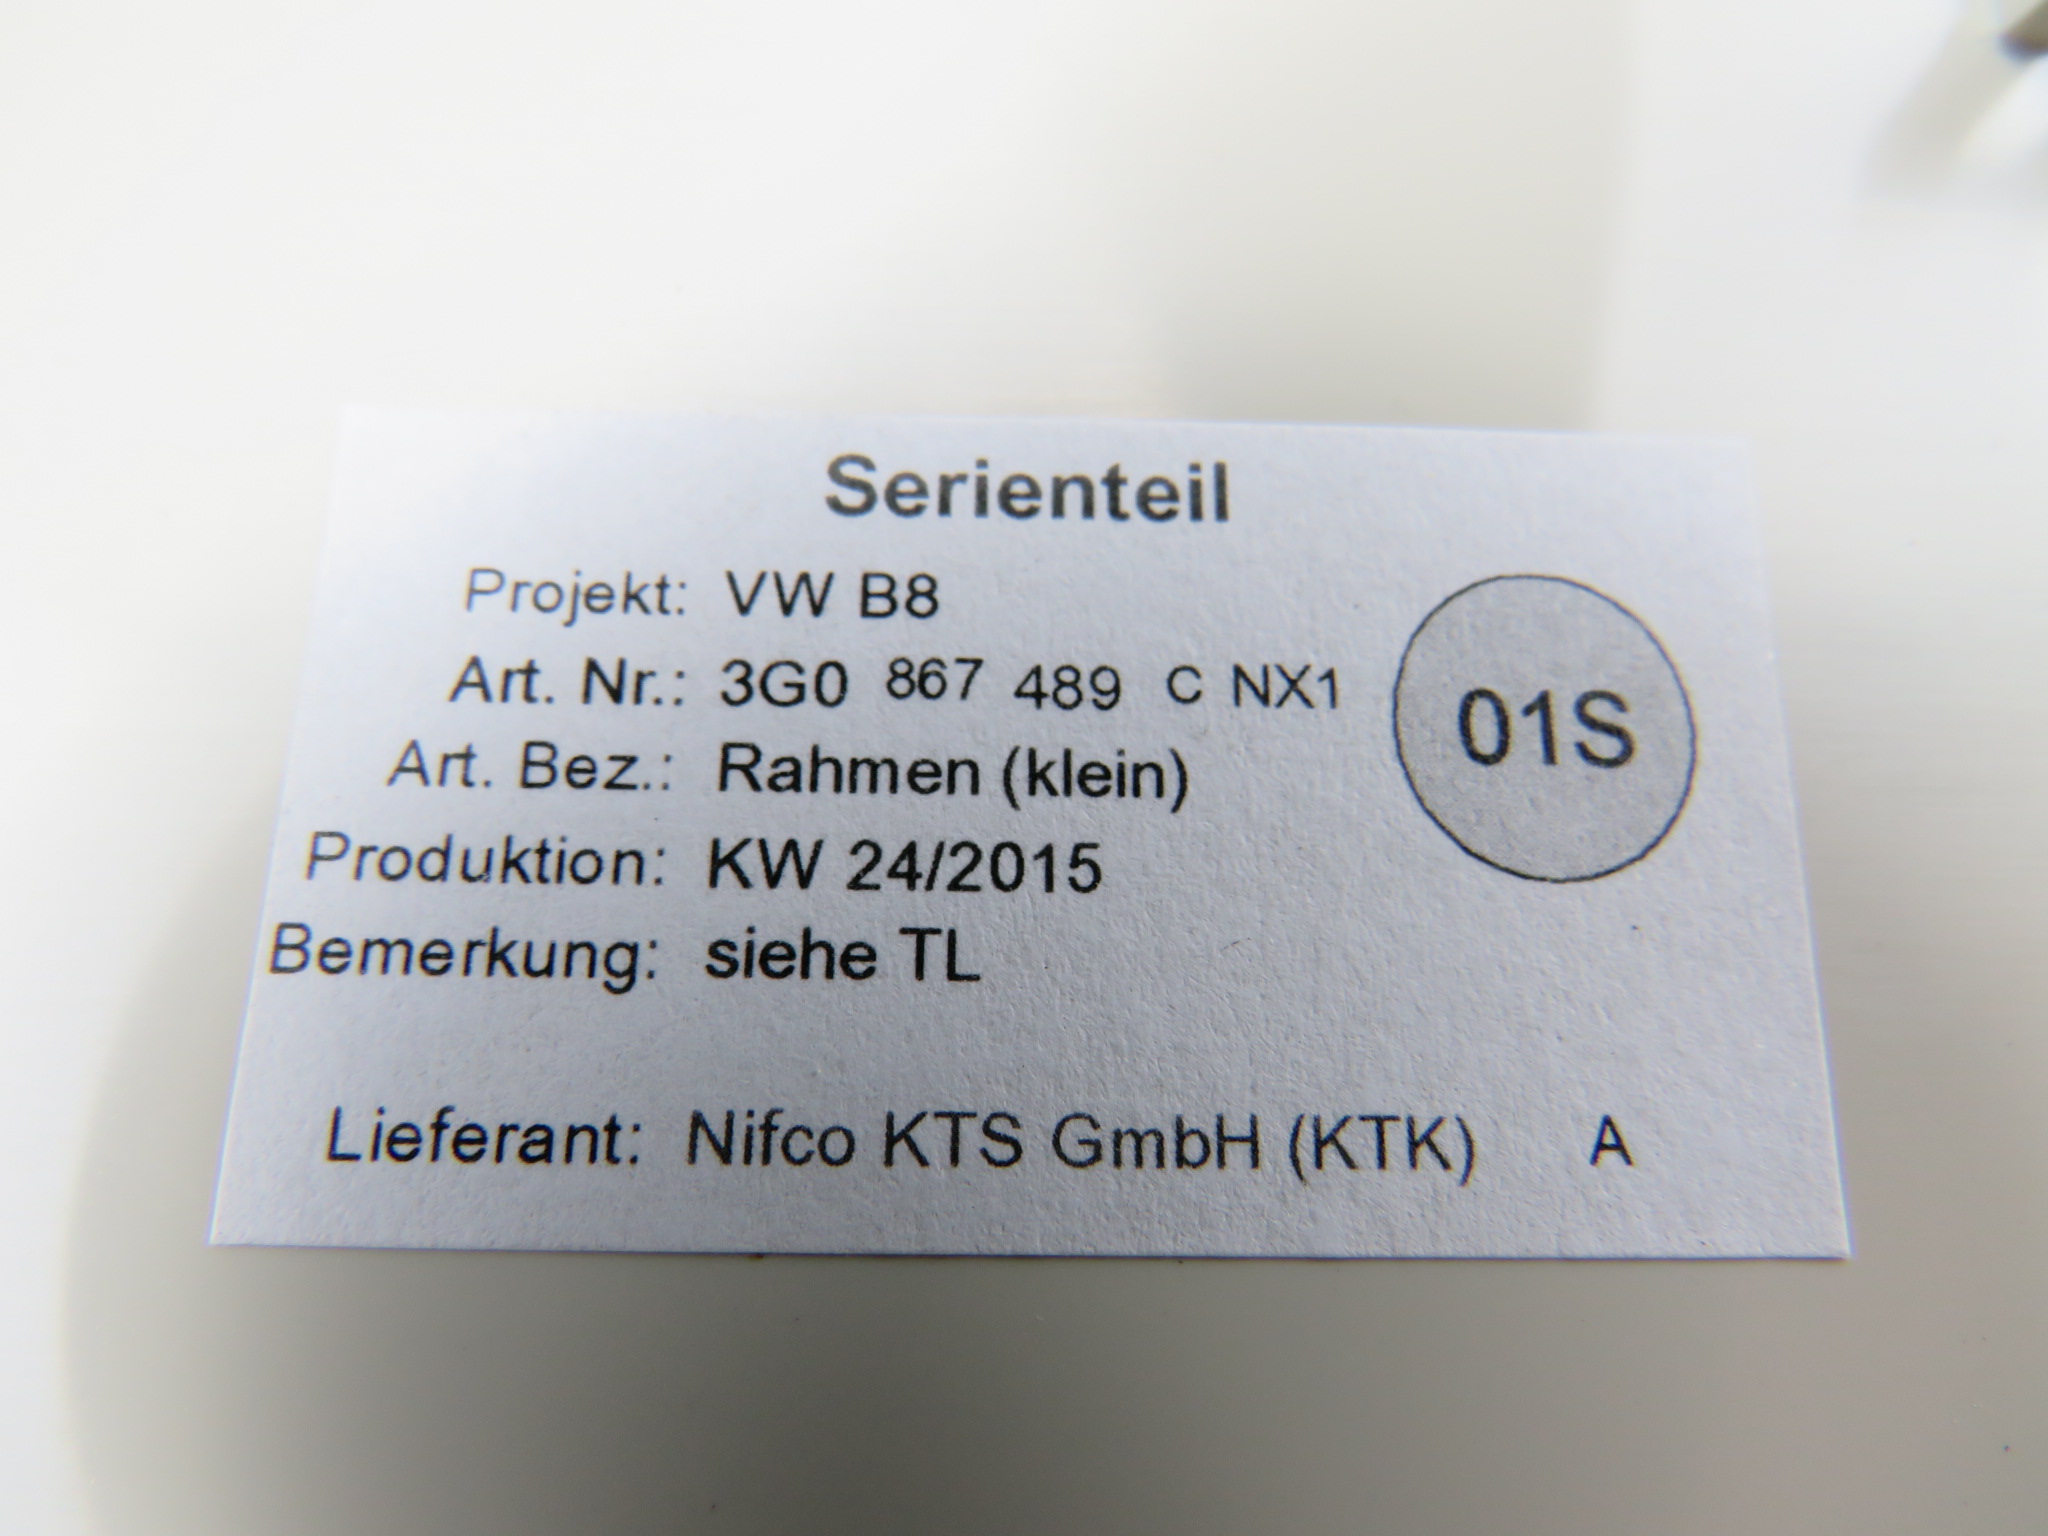 Serienteil
Projekt: VW B8
Art. Nr.: 3G0 867 489 C NX1
01S
Art. Bez.: Rahmen (klein)
Produktion: KW 24/2015
Bemerkung: siehe TL
Lieferant: Nifco KTS GmbH (KTK) A